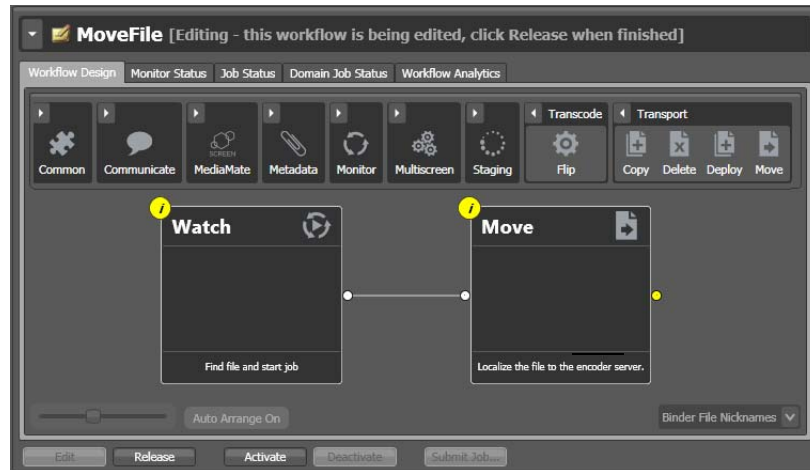 MoveFile [Editing - this workflow is being edited, click Release when finished]
Workflow Design Monitor Status Job Status Domain Job Status Workflow Analytics
Transcode Transport
SCREEN
Common Communicate MediaMate Metadata Monitor Multiscreen Staging Flip Copy Delete Deploy Move
i i
Watch Move
Find file and start job Localize the file to the encoder server.
Auto Arrange On Binder File Nicknames
Edit Release Activate Deactivate Submit Job...